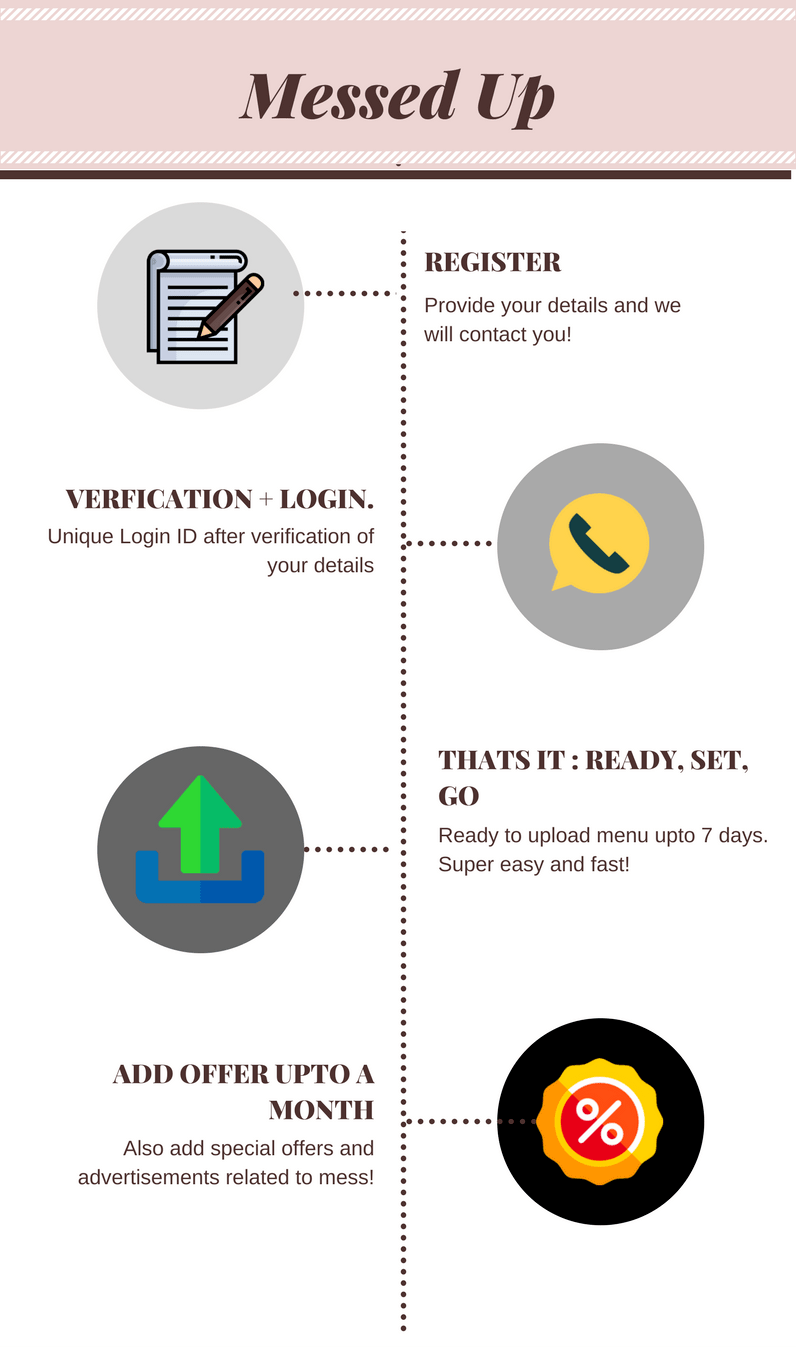 Messed Up
REGISTER
Provide your details and we
will contact you!
VERFICATION + LOGIN.
Unique Login ID after verification of
your details
THATS IT : READY, SET,
GO
Ready to upload menu upto 7 days.
Super easy and fast!
ADD OFFER UPTO A
MONTH
Also add special offers and
advertisements related to mess!